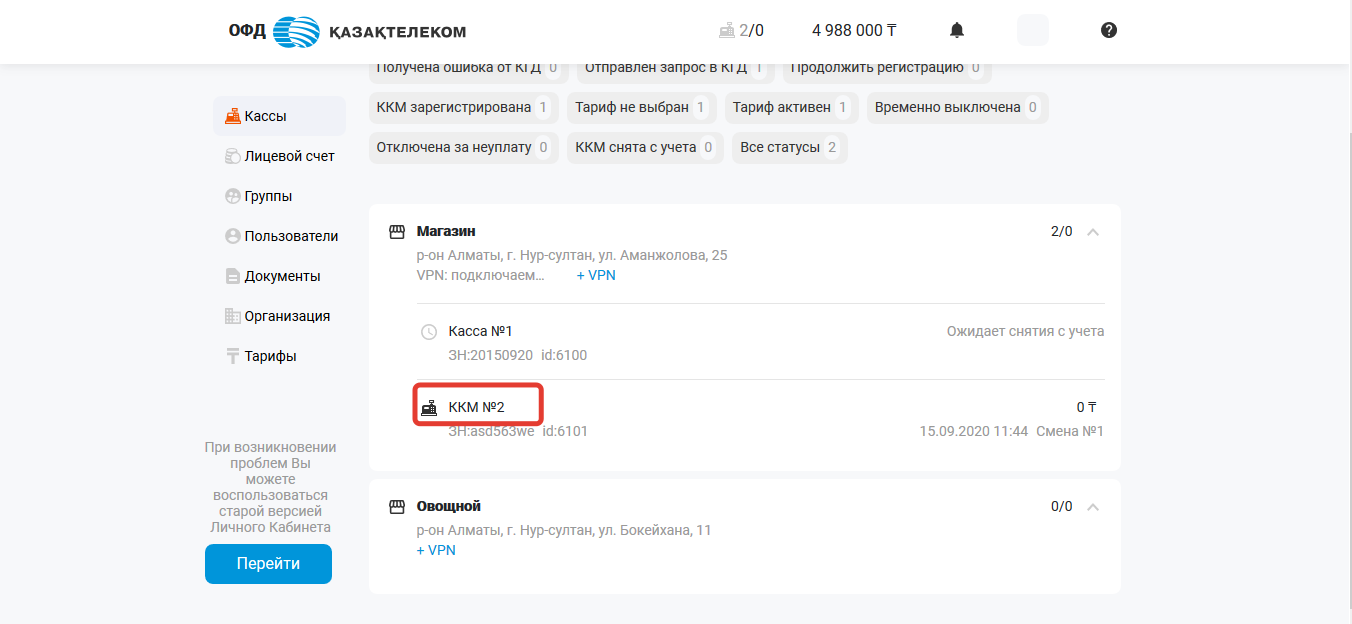 ОФД ҚАЗАҚТЕЛЕКОМ 2/0 4 988 000 ₸
Получена ошибка от КГД 0 Отправлен запрос в КГД 1 Продолжить регистрацию 0
ККМ зарегистрирована 1 Тариф не выбран 1 Тариф активен 1 Временно выключена 0
Отключена за неуплату 0 ККМ снята с учета 0 Все статусы 2
Кассы
Лицевой счет
Группы
Пользователи
Документы
Организация
Тарифы
При возникновении
проблем Вы
можете
воспользоваться
старой версией
Личного Кабинета
Перейти
Магазин 2/0
р-он Алматы, г. Нур-султан, ул. Аманжолова, 25
VPN: подключаем... + VPN
Касса №1 Ожидает снятия с учета
ЗН:20150920 id:6100
ККМ №2 0 ₸
ЗН:asd563we id:6101 15.09.2020 11:44 Смена №1
Овощной 0/0
р-он Алматы, г. Нур-султан, ул. Бокейхана, 11
+ VPN